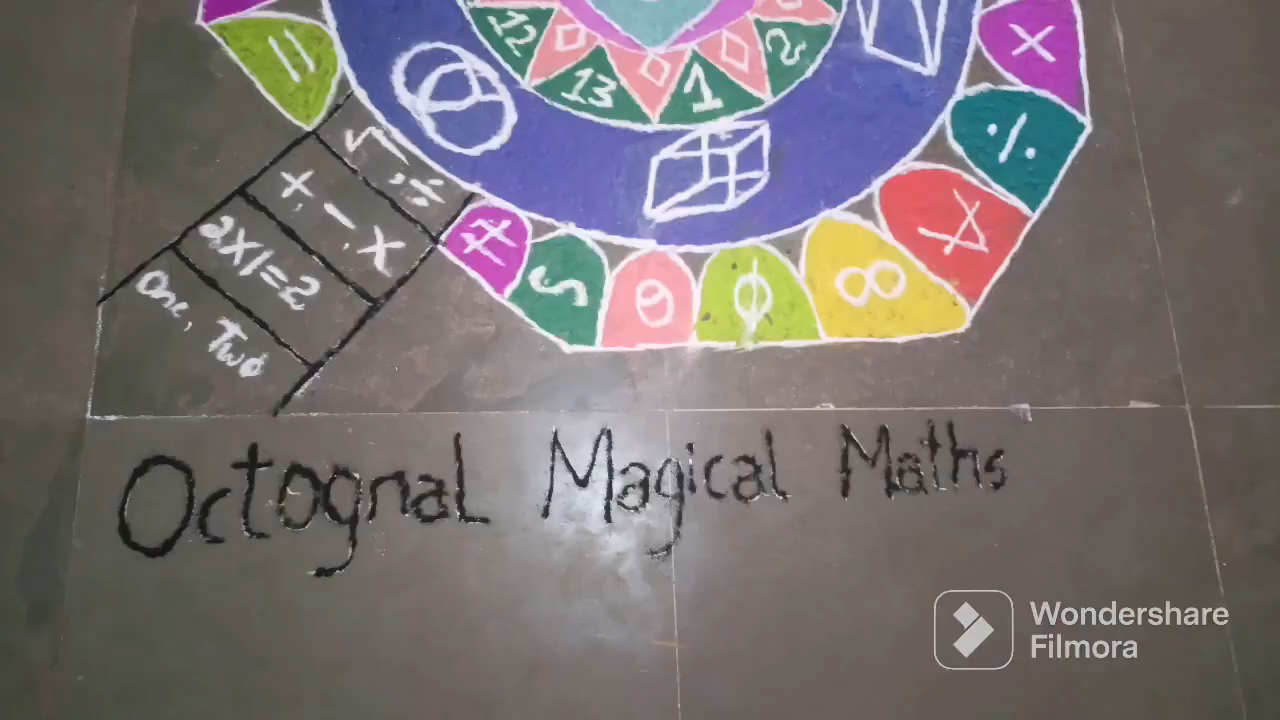 12
13
1
2
=
×
%
√, ÷
×, -, ×
2X1=2
One, Two
≠
θ
φ
∞
Octognal Magical Maths
Wondershare
Filmora